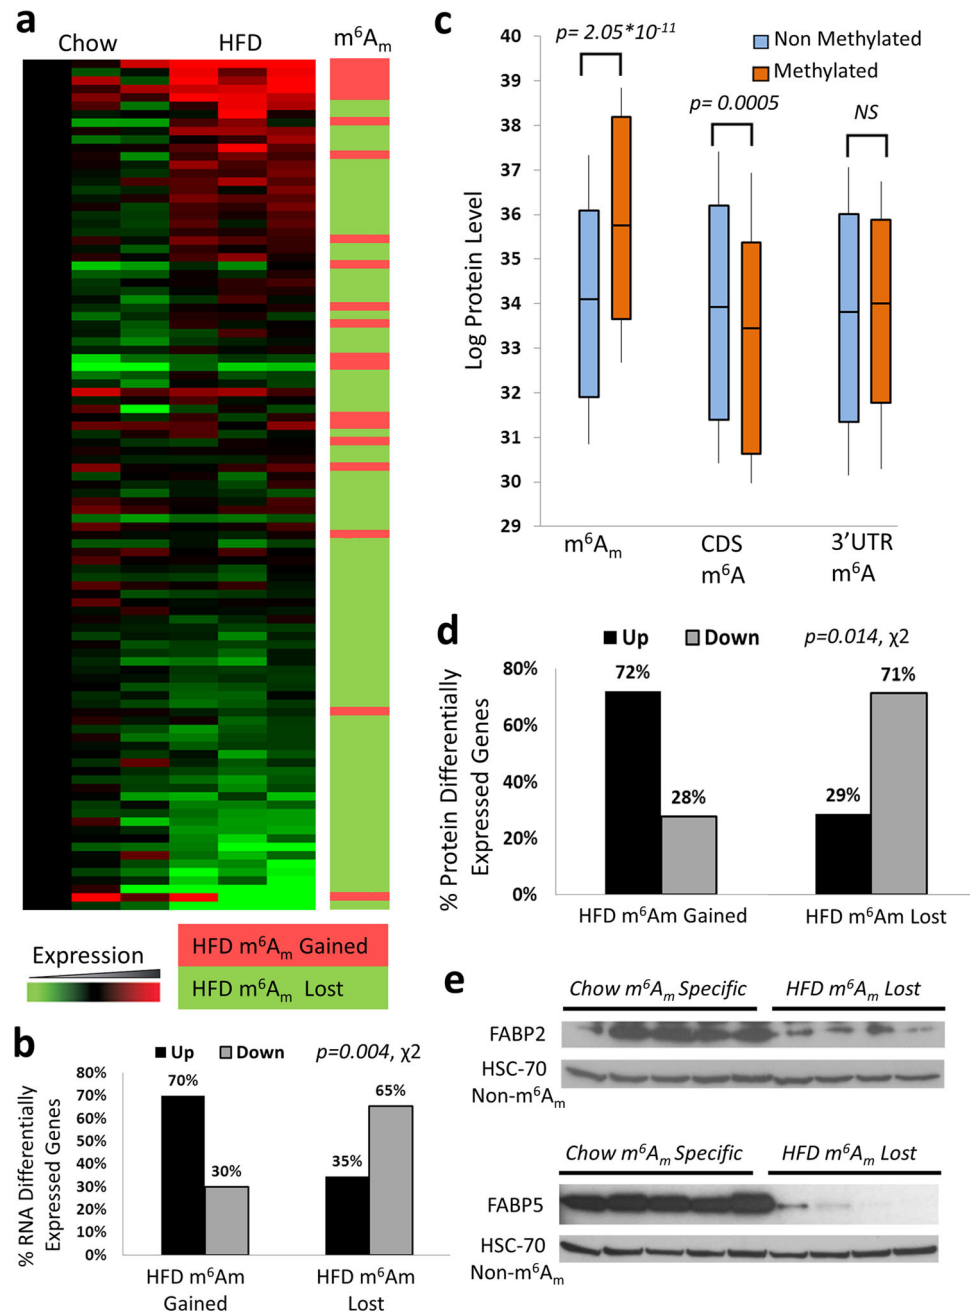 a
Chow HFD m⁶Aₘ
Expression
HFD m⁶Aₘ Gained
HFD m⁶Aₘ Lost
b
Up Down p=0.004, χ2
% RNA Differentially
Expressed Genes
80%
70%
60%
50%
40%
30%
20%
10%
0%
70%
30%
35%
65%
HFD m⁶Am
Gained
HFD m⁶Am
Lost
c
Non Methylated
Methylated
p= 2.05*10⁻¹¹
p= 0.0005
NS
Log Protein Level
40
39
38
37
36
35
34
33
32
31
30
29
m⁶Aₘ
CDS
m⁶A
3’UTR
m⁶A
d
Up Down p=0.014, χ2
% Protein Differentially
Expressed Genes
80%
60%
40%
20%
0%
72%
28%
29%
71%
HFD m⁶Am Gained
HFD m⁶Am Lost
e
Chow m⁶Aₘ Specific HFD m⁶Aₘ Lost
FABP2
HSC-70
Non-m⁶Aₘ
Chow m⁶Aₘ Specific HFD m⁶Aₘ Lost
FABP5
HSC-70
Non-m⁶Aₘ